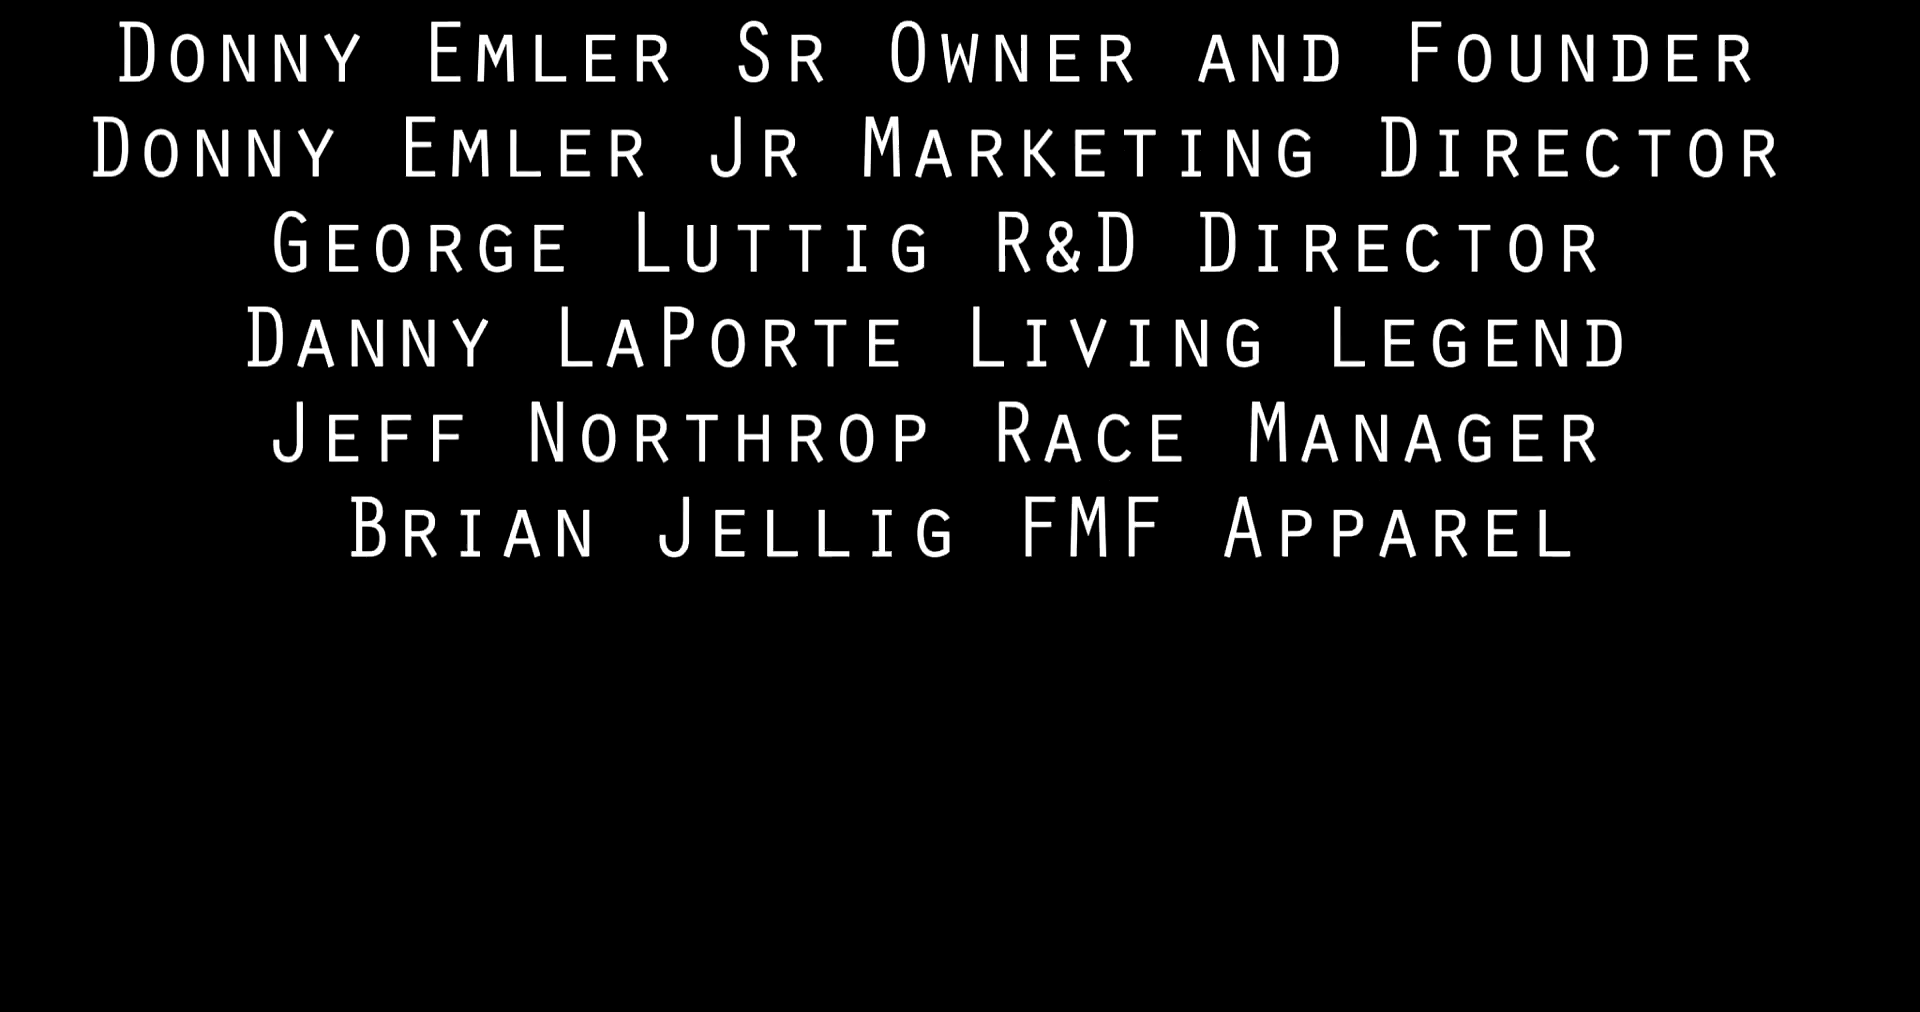 Donny Emler Sr Owner and Founder
Donny Emler Jr Marketing Director
George Luttig R&D Director
Danny LaPorte Living Legend
Jeff Northrop Race Manager
Brian Jellig FMF Apparel